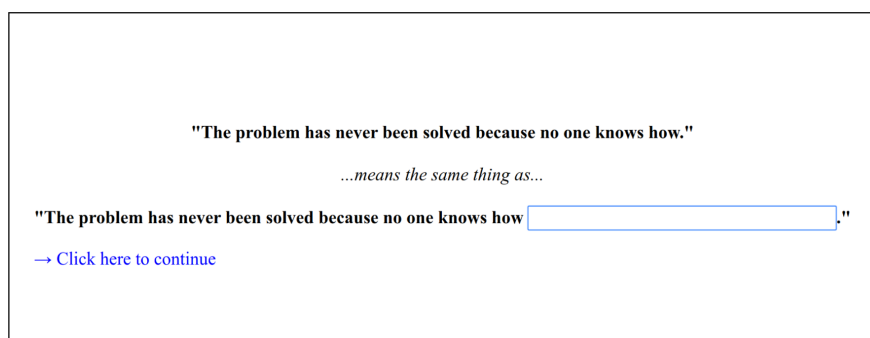 "The problem has never been solved because no one knows how."
...means the same thing as...
"The problem has never been solved because no one knows how ."
→ Click here to continue